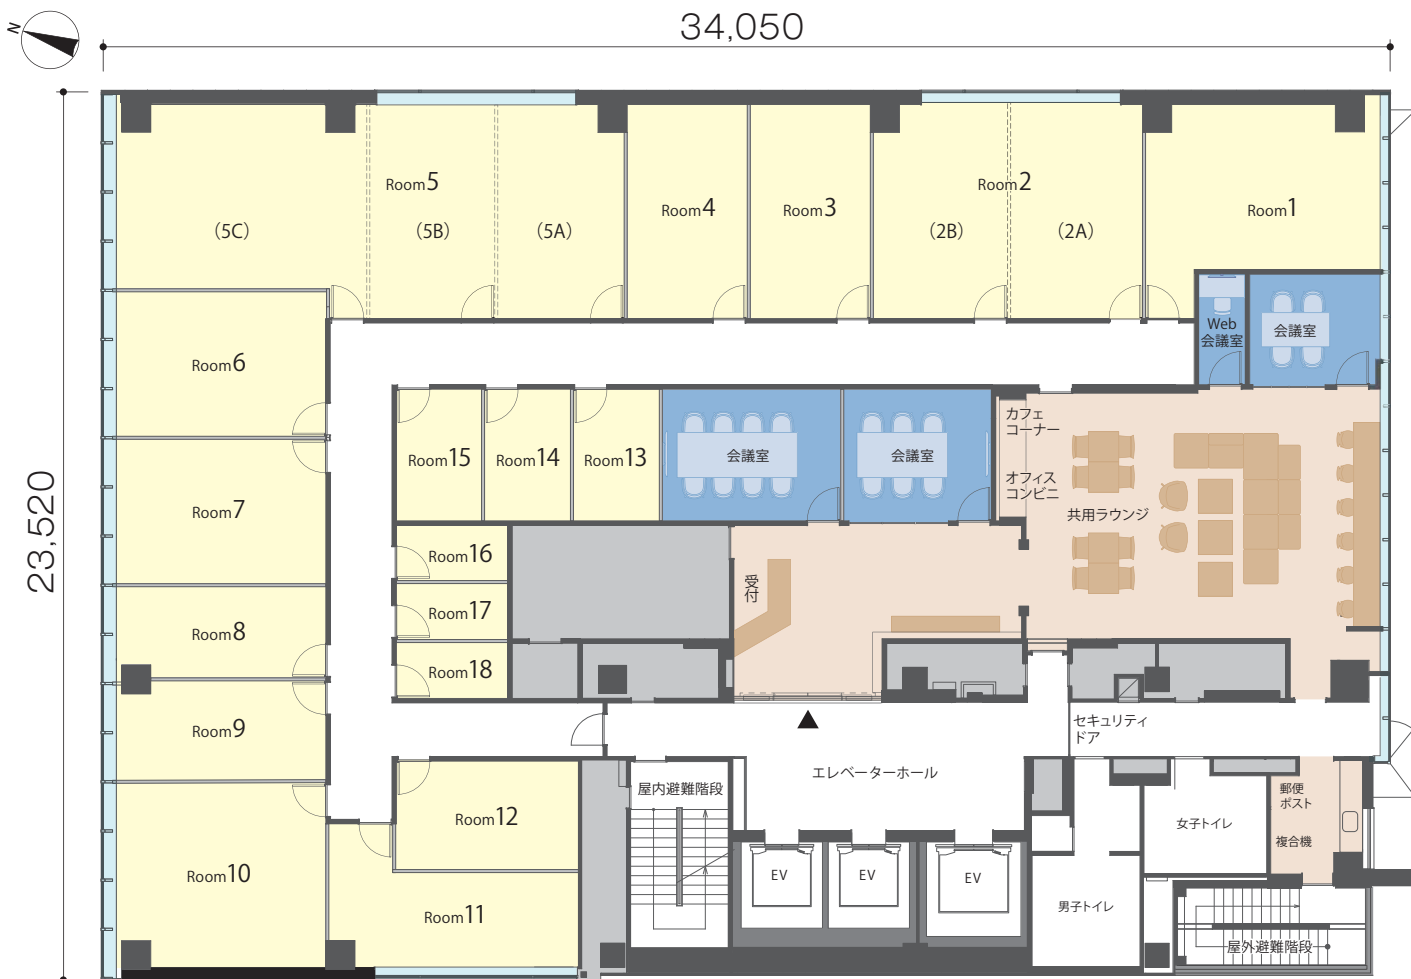 N
34,050
23,520
Room5
(5C)
(5B)
(5A)
Room4
Room3
Room2
(2B)
(2A)
Room1
Web
会議室
会議室
Room6
Room7
Room8
Room9
Room10
Room15
Room14
Room13
会議室
会議室
カフェ
コーナー
オフィス
コンビニ
共用ラウンジ
Room16
Room17
Room18
受付
セキュリティ
ドア
エレベーターホール
屋内避難階段
Room12
Room11
EV
EV
EV
男子トイレ
女子トイレ
郵便
ポスト
複合機
屋外避難階段